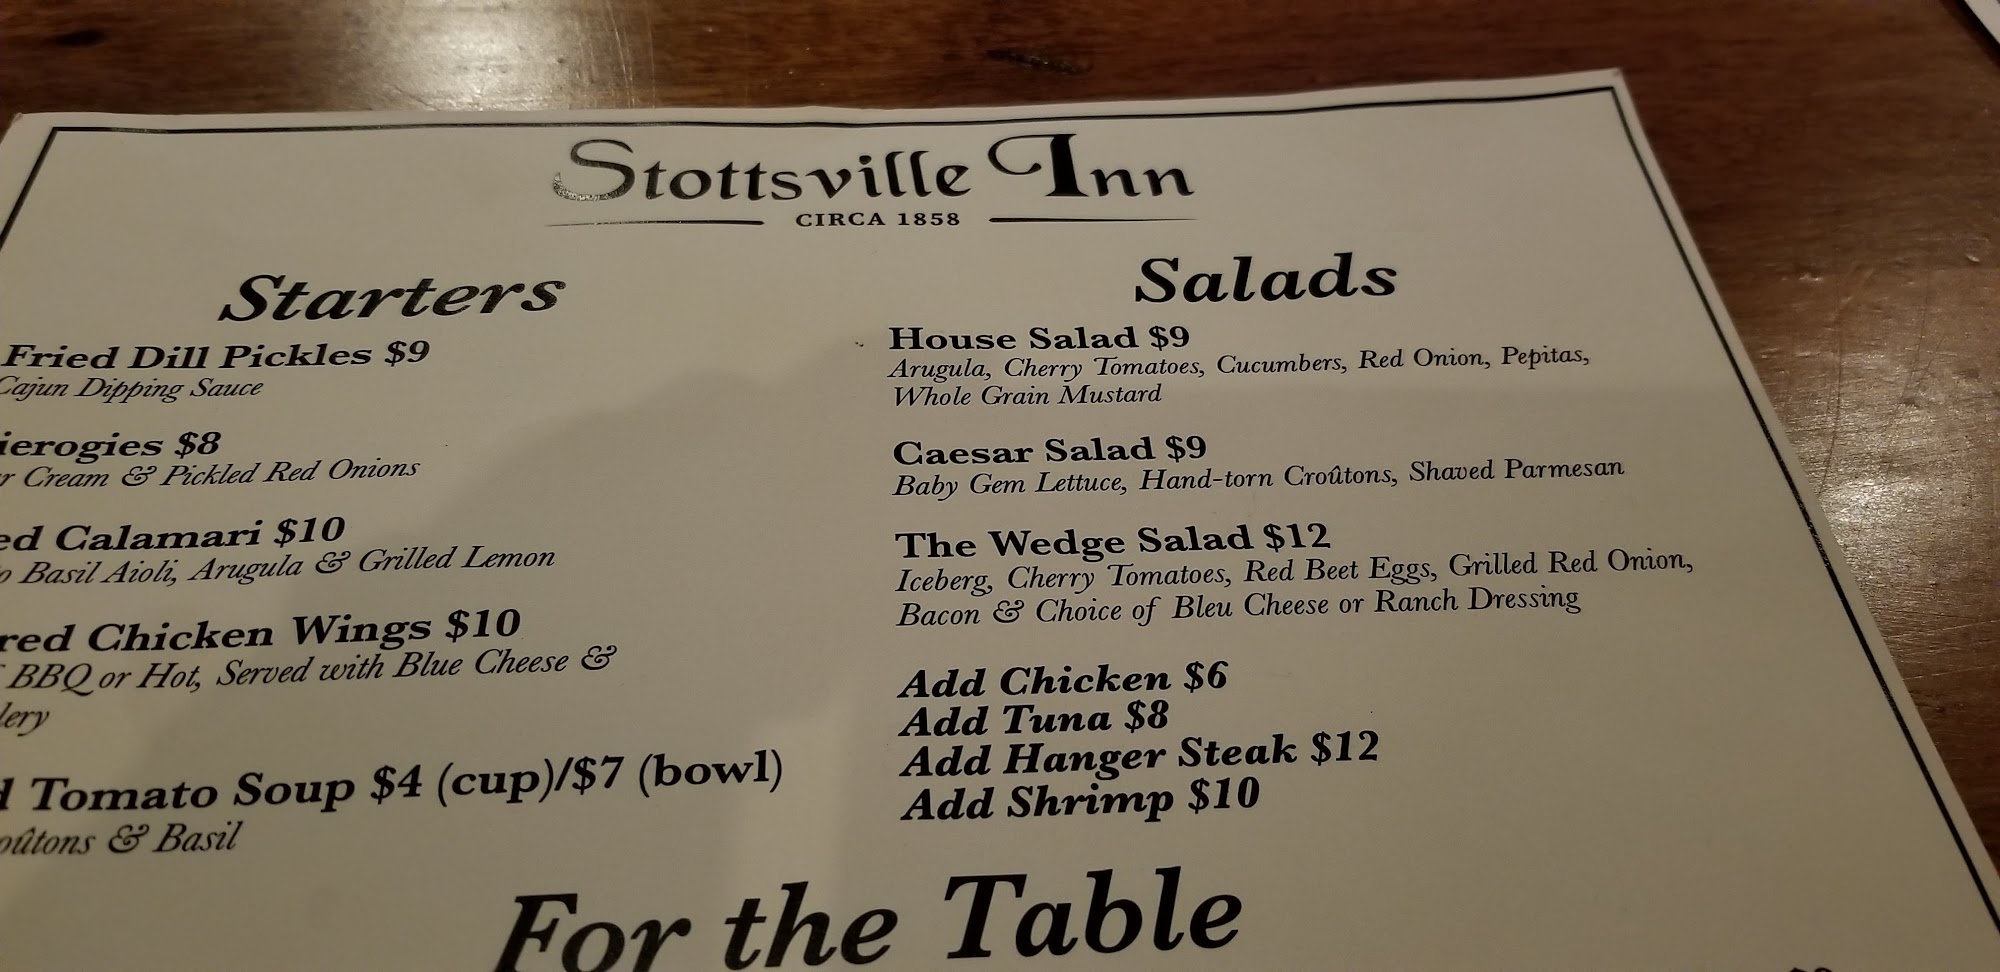 Stottsville Inn
CIRCA 1858
Starters
Fried Dill Pickles $9
Cajun Dipping Sauce
ierogies $8
r Cream & Pickled Red Onions
ed Calamari $10
o Basil Aioli, Arugula & Grilled Lemon
red Chicken Wings $10
BBQ or Hot, Served with Blue Cheese &
lery
d Tomato Soup $4 (cup)/$7 (bowl)
oûtons & Basil
Salads
House Salad $9
Arugula, Cherry Tomatoes, Cucumbers, Red Onion, Pepitas,
Whole Grain Mustard
Caesar Salad $9
Baby Gem Lettuce, Hand-torn Croûtons, Shaved Parmesan
The Wedge Salad $12
Iceberg, Cherry Tomatoes, Red Beet Eggs, Grilled Red Onion,
Bacon & Choice of Bleu Cheese or Ranch Dressing
Add Chicken $6
Add Tuna $8
Add Hanger Steak $12
Add Shrimp $10
For the Table